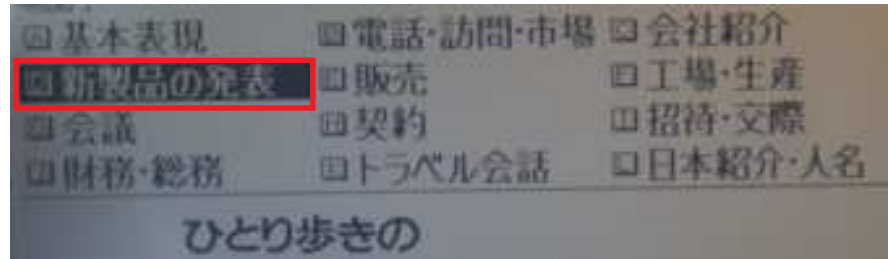 基本表現 電話・訪問・市場 会社紹介
新製品の発表 販売 工場・生産
会議 契約 招待・交際
財務・総務 トラベル会話 日本紹介・人名
ひとり歩きの